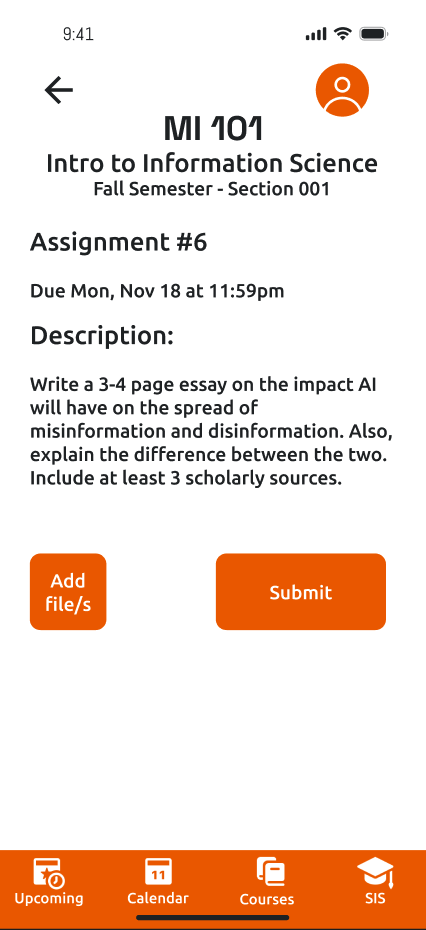 9:41
MI 101
Intro to Information Science
Fall Semester - Section 001
Assignment #6
Due Mon, Nov 18 at 11:59pm
Description:
Write a 3-4 page essay on the impact AI
will have on the spread of
misinformation and disinformation. Also,
explain the difference between the two.
Include at least 3 scholarly sources.
Add
file/s
Submit
11
Upcoming
Calendar
Courses
SIS